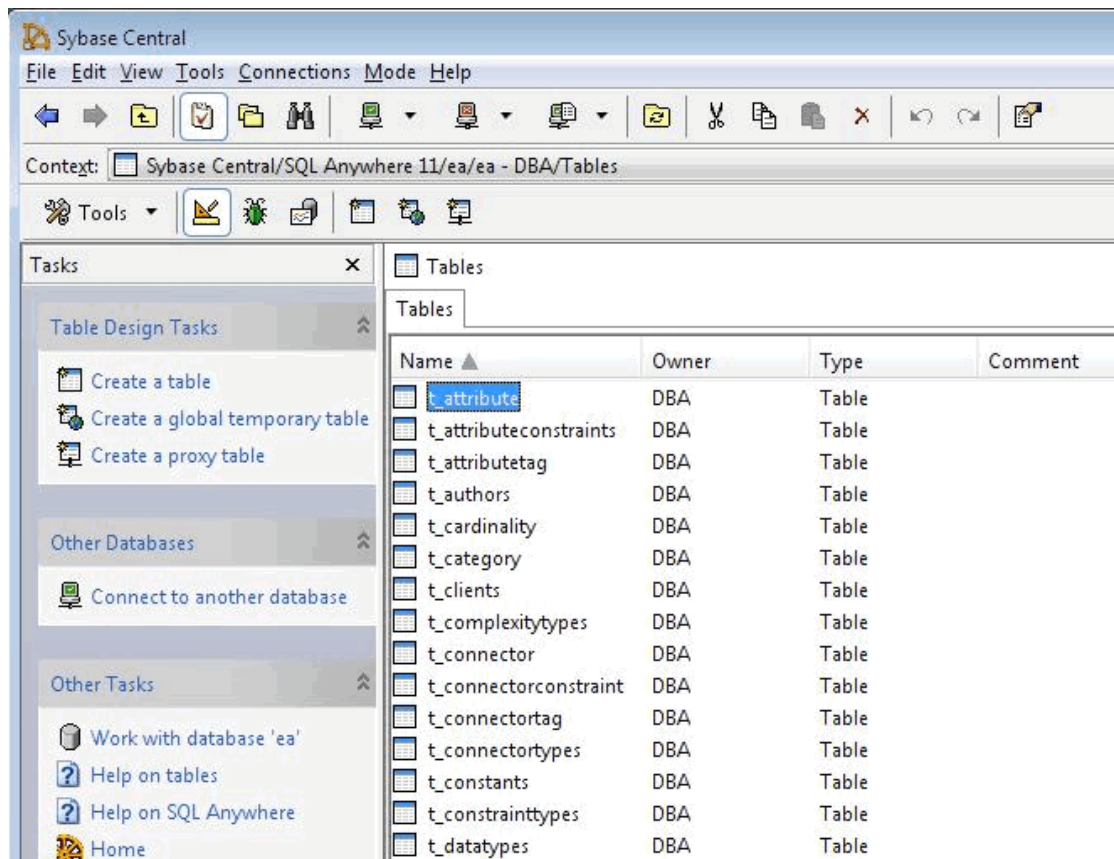 Sybase Central
File Edit View Tools Connections Mode Help
Context: Sybase Central/SQL Anywhere 11/ea/ea - DBA/Tables
Tools
Tasks
Table Design Tasks
Create a table
Create a global temporary table
Create a proxy table
Other Databases
Connect to another database
Other Tasks
Work with database 'ea'
Help on tables
Help on SQL Anywhere
Home
Tables
Tables
Name Owner Type Comment
t_attribute DBA Table
t_attributeconstraints DBA Table
t_attributetag DBA Table
t_authors DBA Table
t_cardinality DBA Table
t_category DBA Table
t_clients DBA Table
t_complexitytypes DBA Table
t_connector DBA Table
t_connectorconstraint DBA Table
t_connectortag DBA Table
t_connectortypes DBA Table
t_constants DBA Table
t_constrainttypes DBA Table
t_datatypes DBA Table